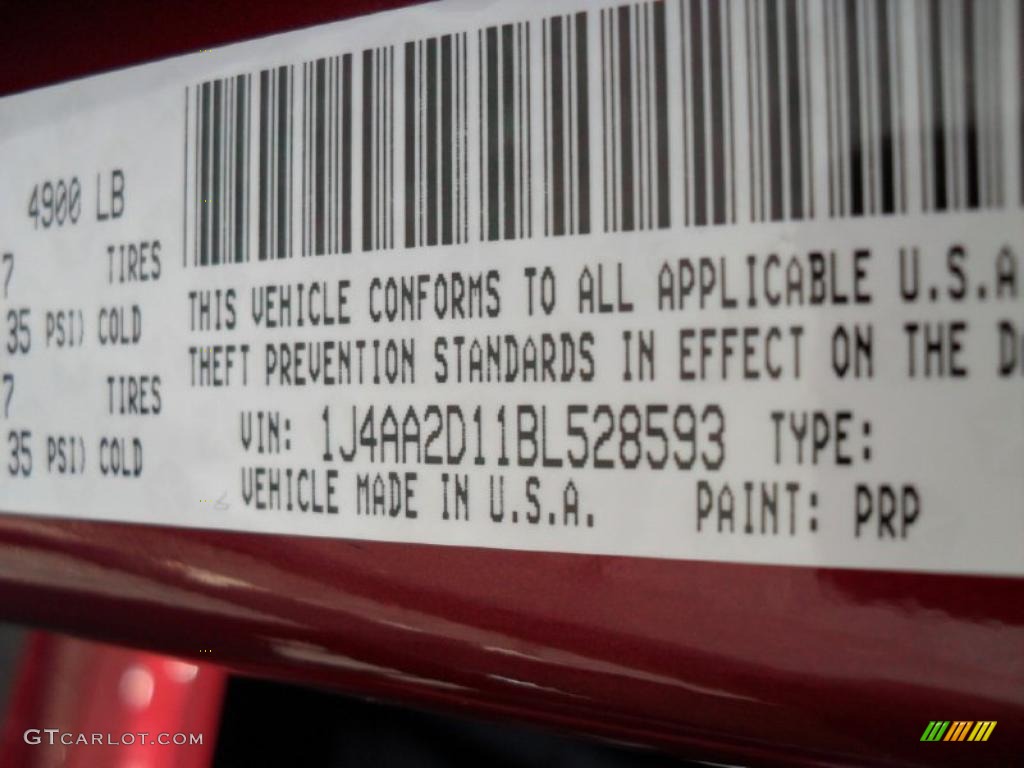 4900 LB
7 TIRES
35 PSI) COLD
7 TIRES
35 PSI) COLD
THIS VEHICLE CONFORMS TO ALL APPLICABLE U.S.A
THEFT PREVENTION STANDARDS IN EFFECT ON THE D
VIN: 1J4AA2D11BL528593 TYPE:
VEHICLE MADE IN U.S.A. PAINT: PRP
GTCARLOT.COM